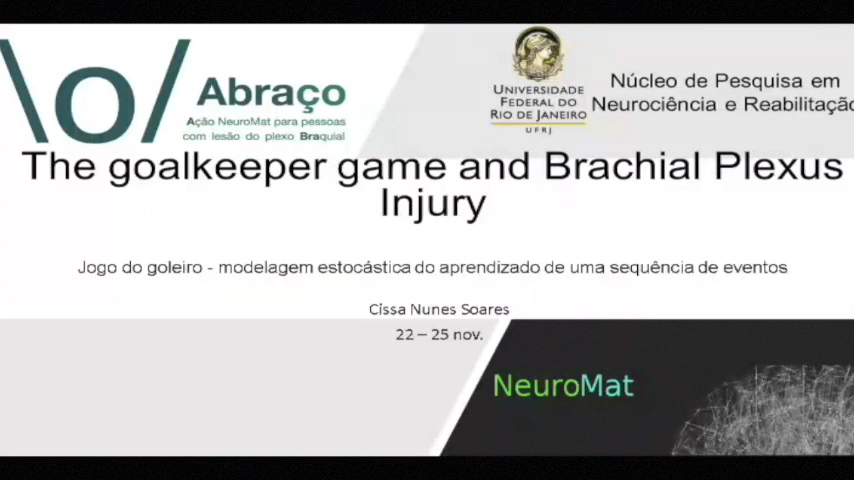 \o/ Abraço
Ação NeuroMat para pessoas
com lesão do plexo Braquial
UNIVERSIDADE
FEDERAL DO
RIO DE JANEIRO
UFRJ
Núcleo de Pesquisa em
Neurociência e Reabilitação
The goalkeeper game and Brachial Plexus
Injury
Jogo do goleiro - modelagem estocástica do aprendizado de uma sequência de eventos
Cissa Nunes Soares
22 – 25 nov.
NeuroMat